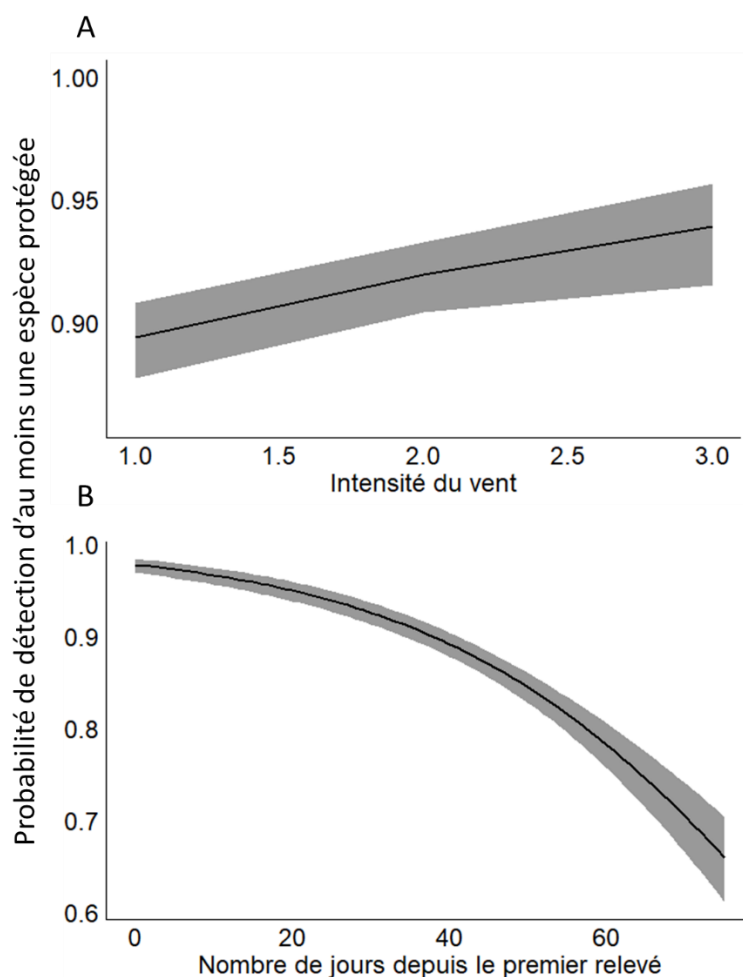 A
Probabilité de détection d'au moins une espèce protégée
1.00
0.95
0.90
1.0 1.5 2.0 2.5 3.0
Intensité du vent
B
1.0
0.9
0.8
0.7
0.6
0 20 40 60
Nombre de jours depuis le premier relevé